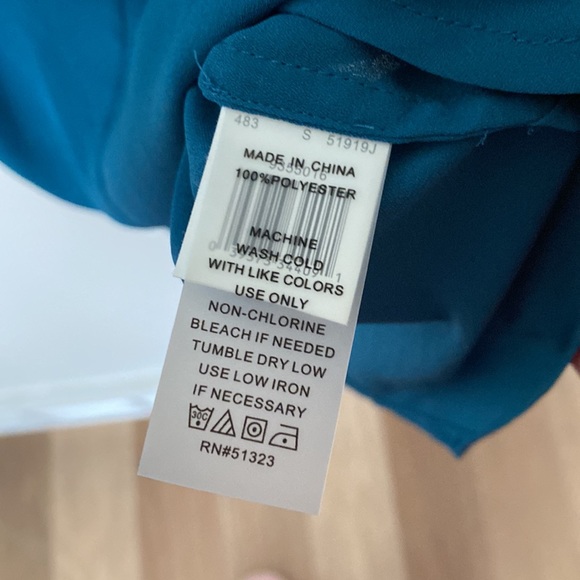 483 S 51919J
MADE IN CHINA
9355016
100%POLYESTER
MACHINE
WASH COLD
WITH LIKE COLORS
USE ONLY
NON-CHLORINE
BLEACH IF NEEDED
TUMBLE DRY LOW
USE LOW IRON
IF NECESSARY
30C
RN#51323